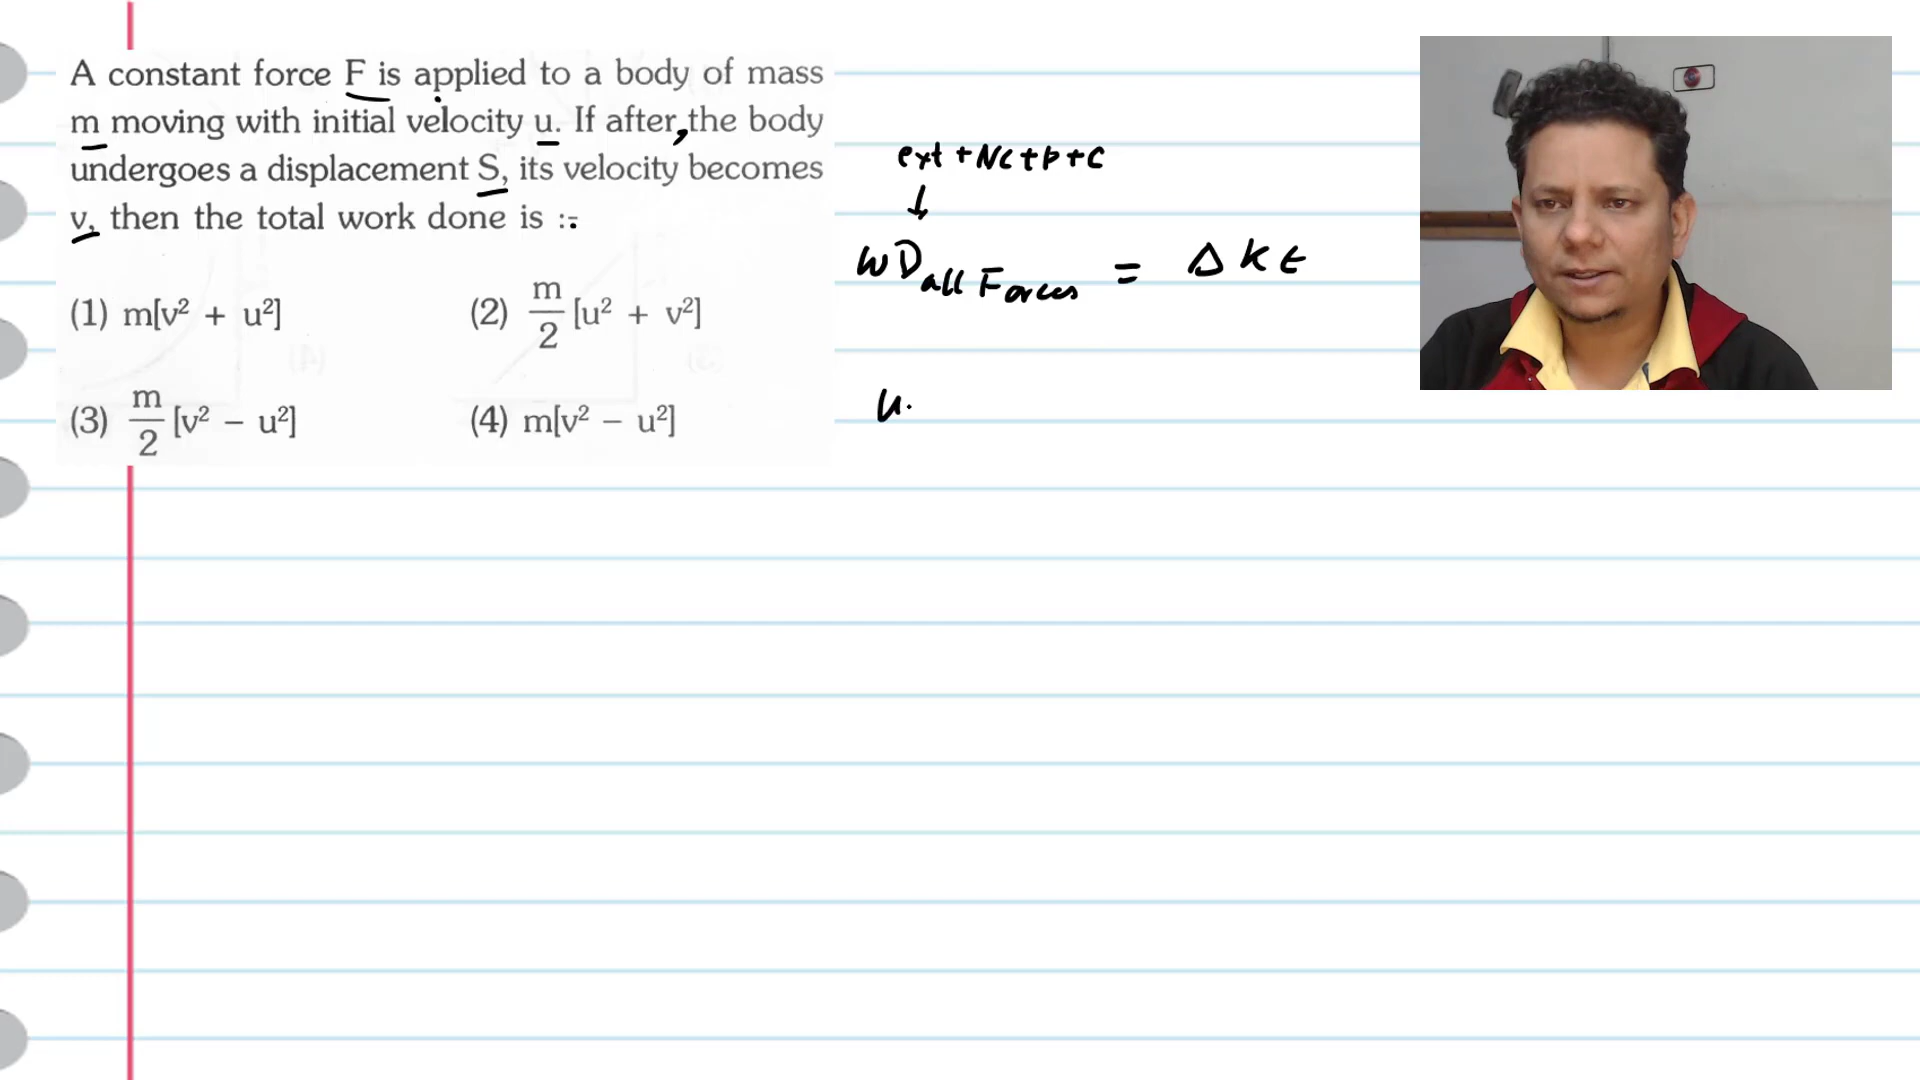 A constant force F is applied to a body of mass
m moving with initial velocity u. If after, the body
undergoes a displacement S, its velocity becomes
v, then the total work done is :-
(1) m[v² + u²]
(2) m/2 [u² + v²]
(3) m/2 [v² – u²]
(4) m[v² – u²]
ext + NC + P + C
↓
WD all Forces = Δ K E
W.